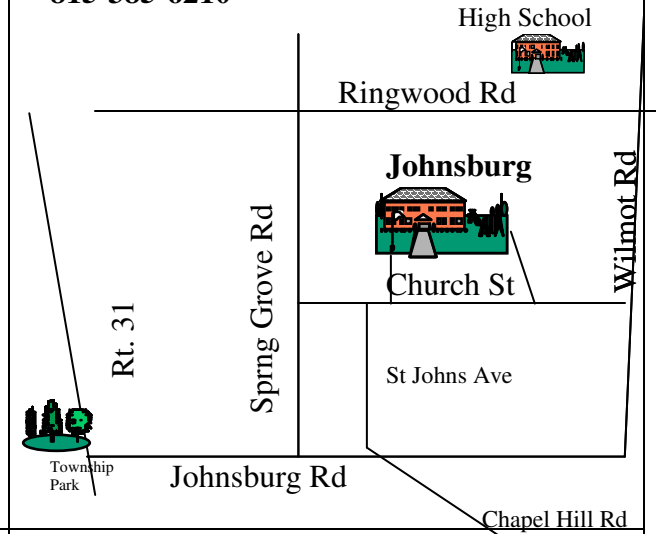 High School
Ringwood Rd
Johnsburg
Wilmot Rd
Sprng Grove Rd
Church St
Rt. 31
St Johns Ave
Township
Park
Johnsburg Rd
Chapel Hill Rd